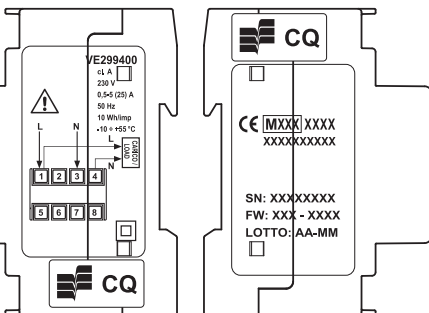 VE299400
cl. A
230 V
0,5-5 (25) A
50 Hz
10 Wh/imp
-10 ÷ +55 °C
L N
L
CARICO/
LOAD
N
1 2 3 4
5 6 7 8
CQ
CQ
CE MXXX XXXX
XXXXXXXXXX
SN: XXXXXXXX
FW: XXX - XXXX
LOTTO: AA-MM